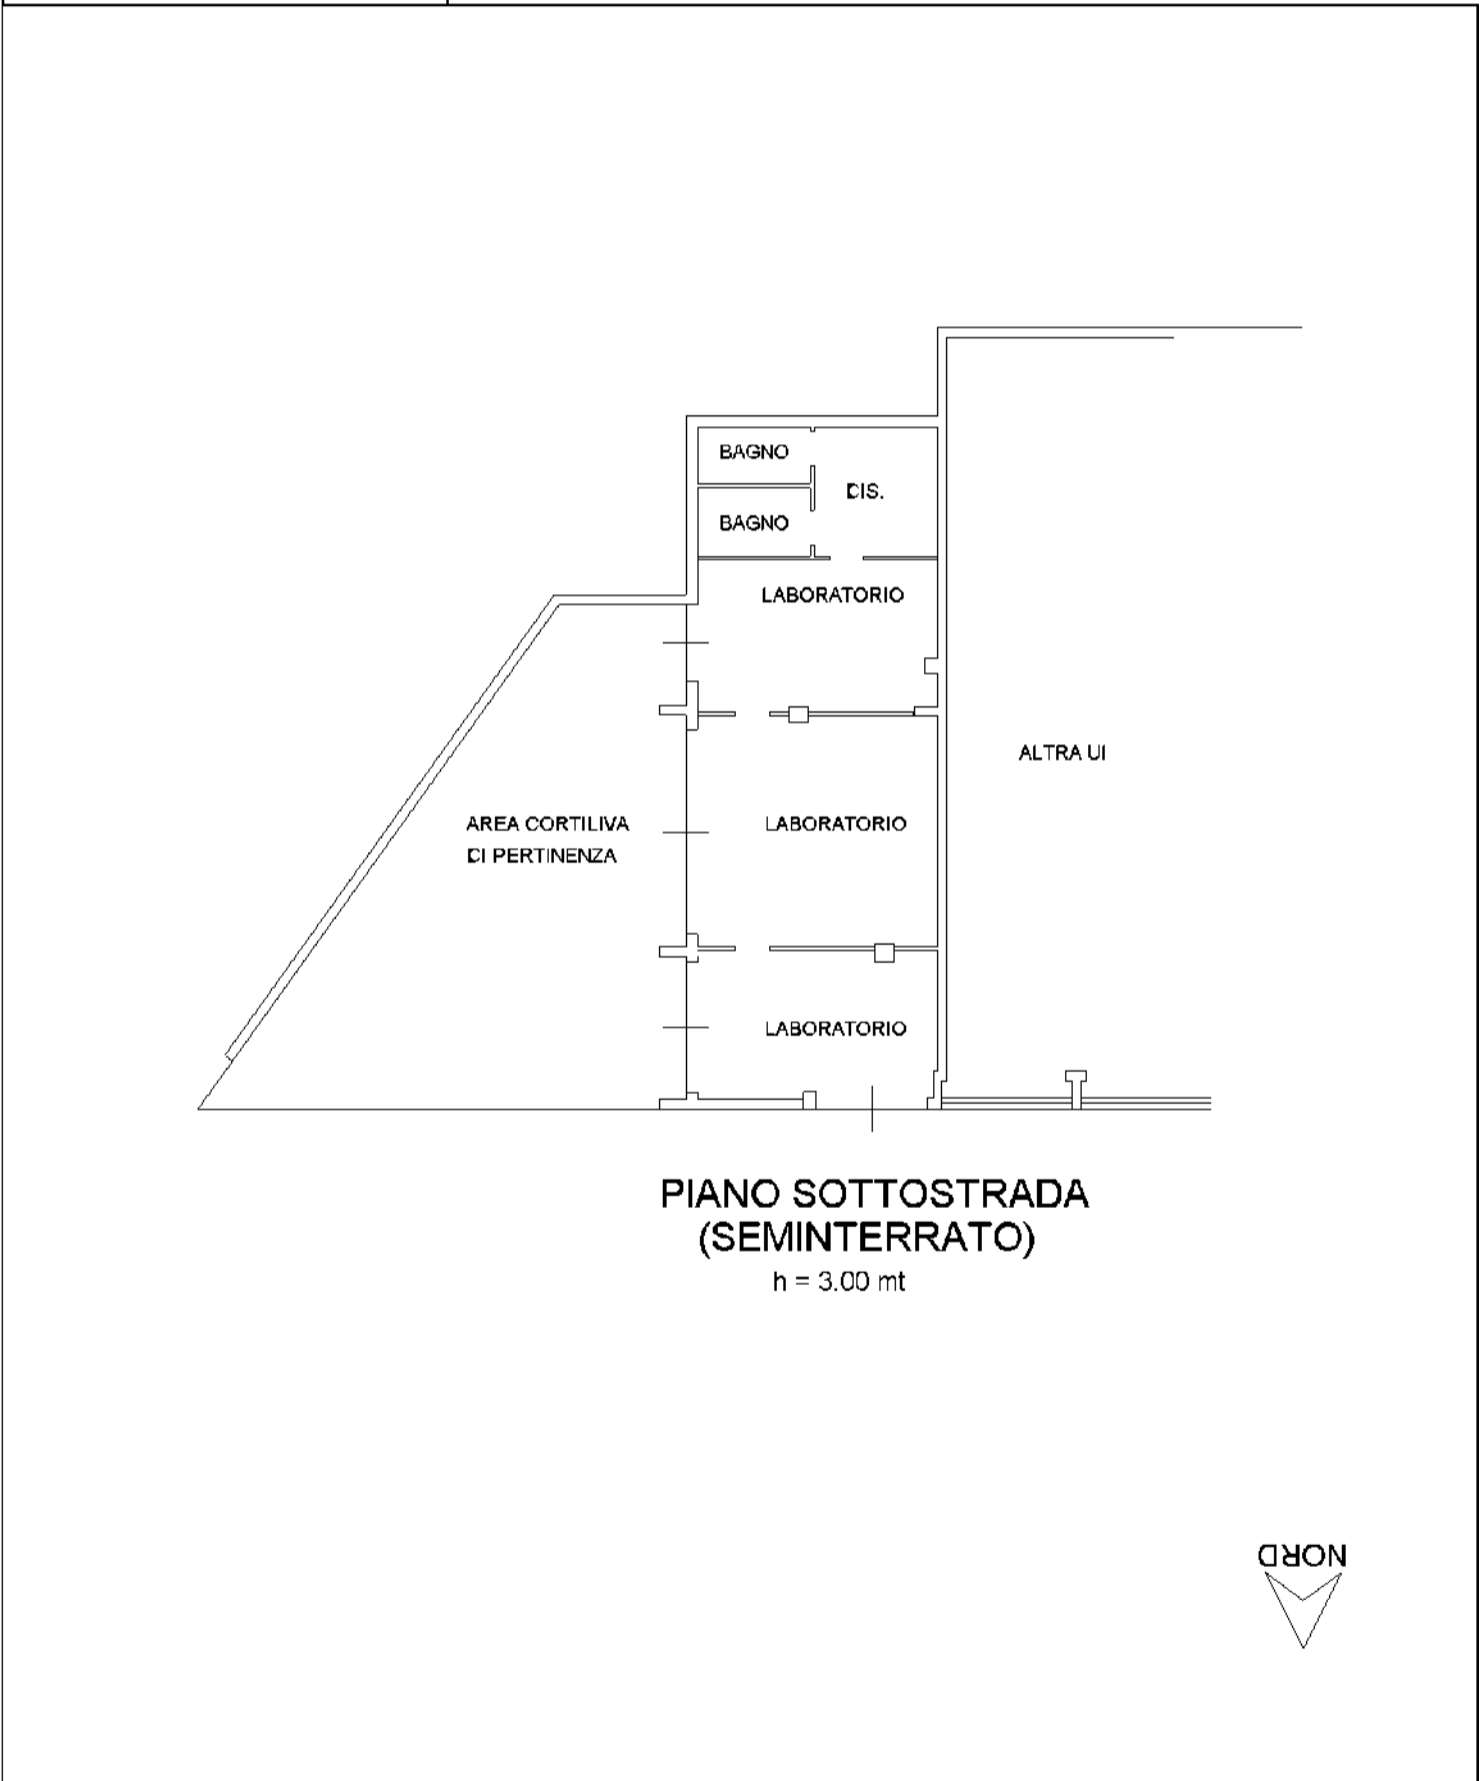 BAGNO
DIS.
BAGNO
LABORATORIO
ALTRA UI
AREA CORTILIVA
DI PERTINENZA
LABORATORIO
LABORATORIO
PIANO SOTTOSTRADA
(SEMINTERRATO)
h = 3.00 mt
NORD